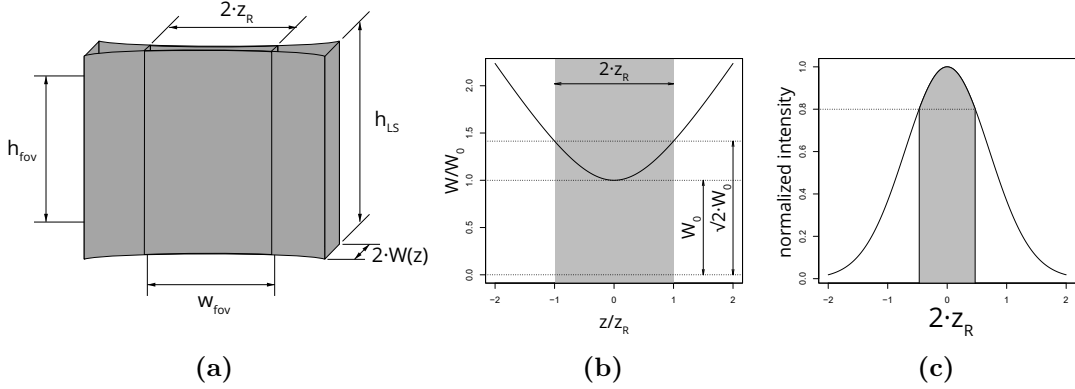 2·z_R
h_fov
h_LS
2·W(z)
w_fov
(a)
W/W_0
2.0
1.5
1.0
0.5
0.0
2·z_R
W_0
√2·W_0
−2 −1 0 1 2
z/z_R
(b)
normalized intensity
1.0
0.8
0.6
0.4
0.2
0.0
−2 −1 0 1 2
2·z_R
(c)